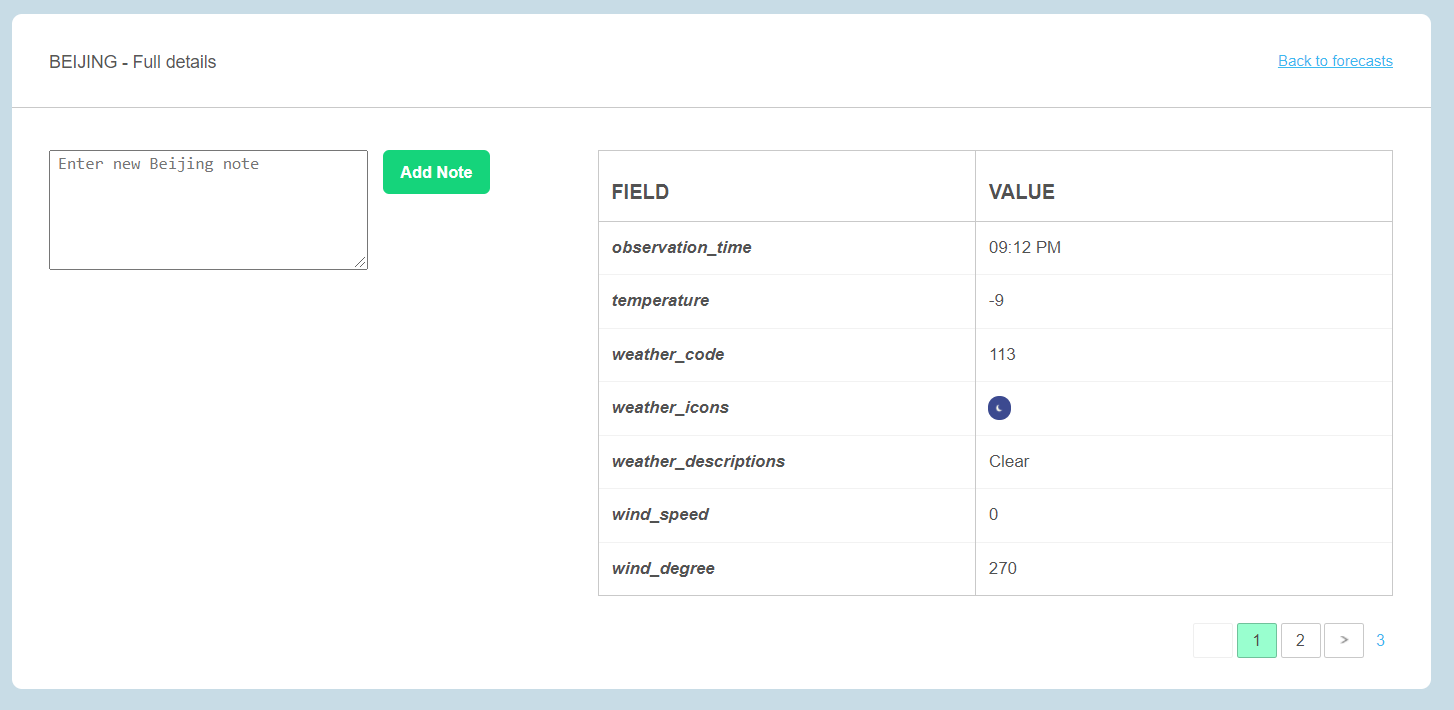 BEIJING - Full details
Back to forecasts
Enter new Beijing note
Add Note
FIELD VALUE
observation_time 09:12 PM
temperature -9
weather_code 113
weather_icons
weather_descriptions Clear
wind_speed 0
wind_degree 270
1 2 > 3